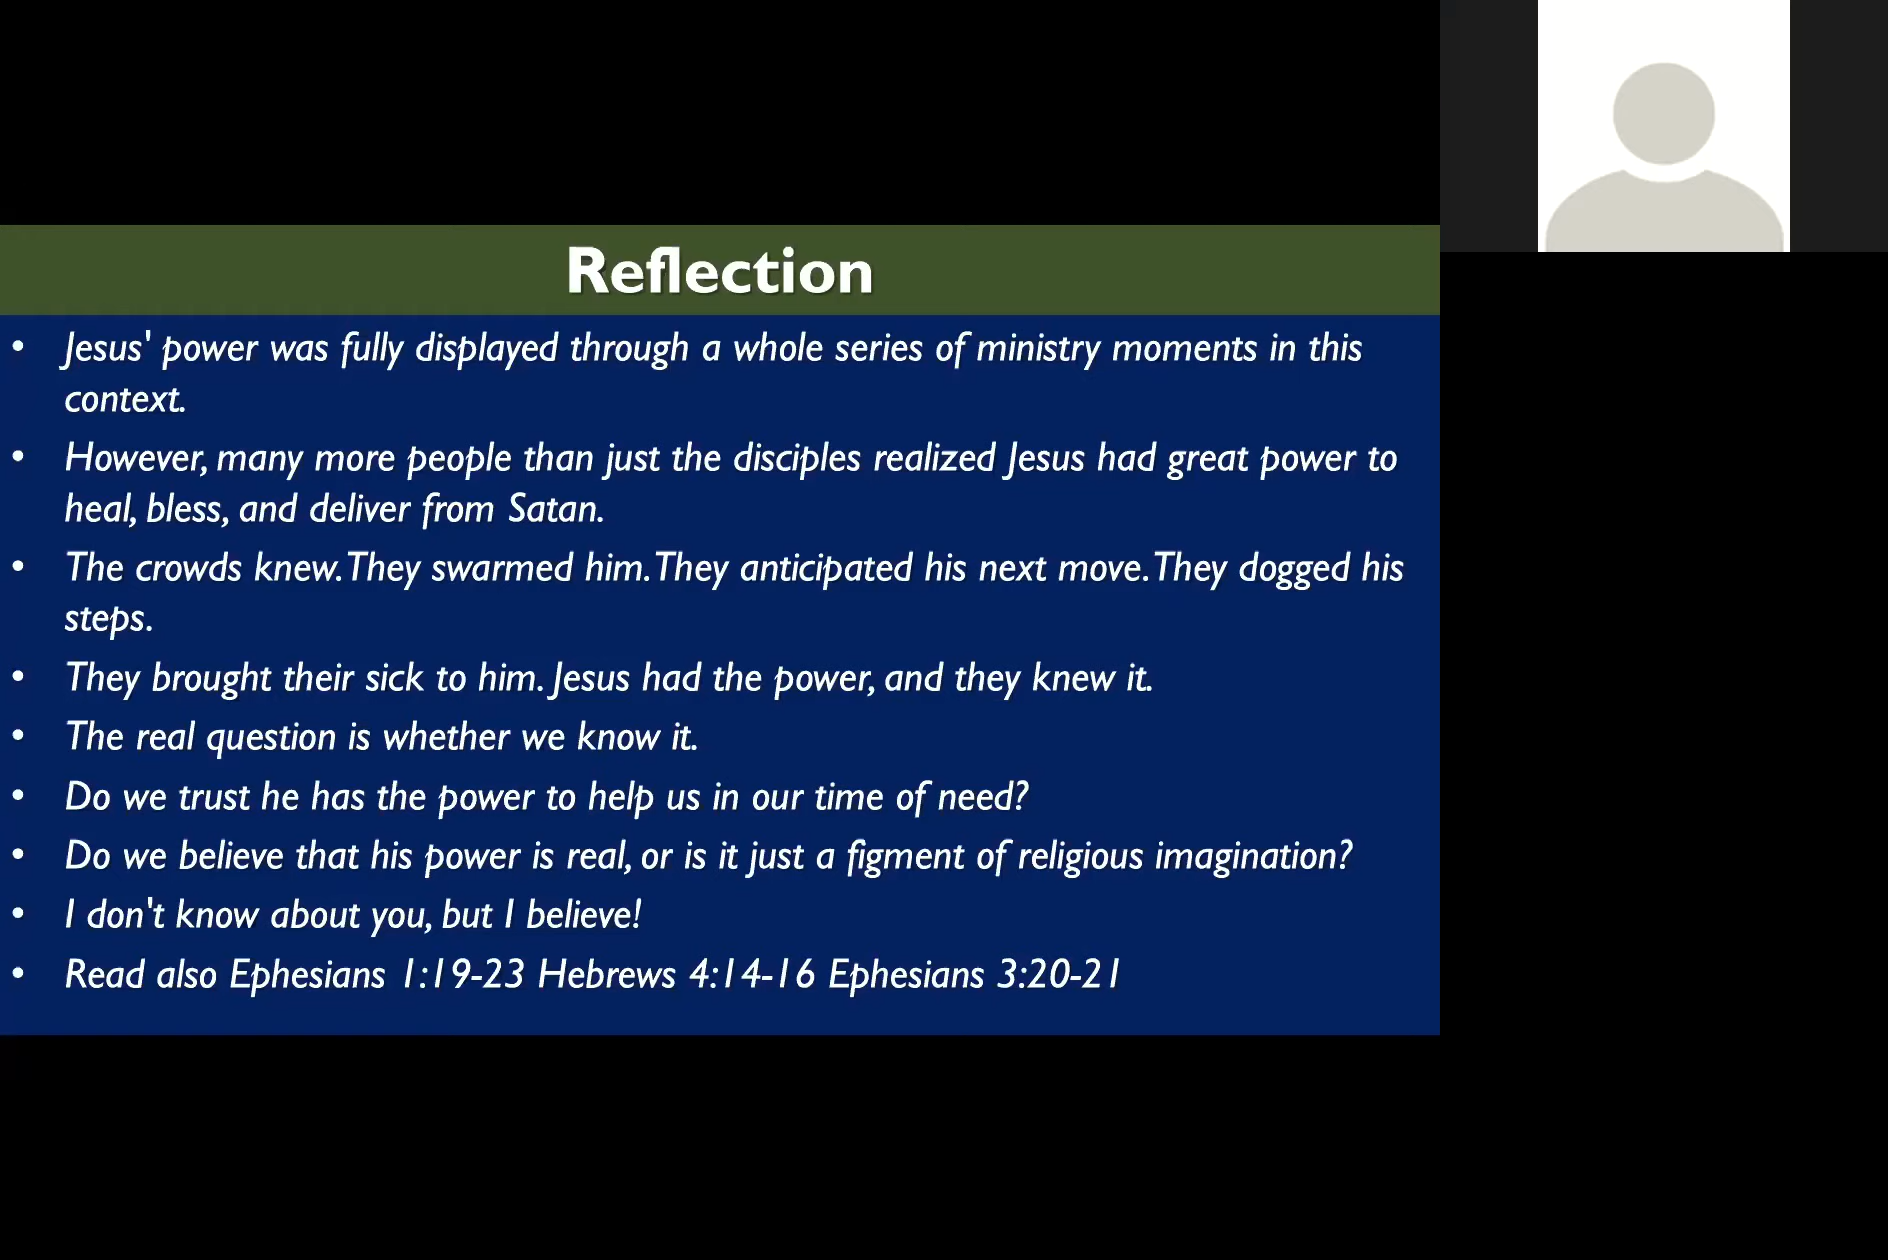 Reflection
• Jesus' power was fully displayed through a whole series of ministry moments in this
context.
• However, many more people than just the disciples realized Jesus had great power to
heal, bless, and deliver from Satan.
• The crowds knew. They swarmed him. They anticipated his next move. They dogged his
steps.
• They brought their sick to him. Jesus had the power, and they knew it.
• The real question is whether we know it.
• Do we trust he has the power to help us in our time of need?
• Do we believe that his power is real, or is it just a figment of religious imagination?
• I don't know about you, but I believe!
• Read also Ephesians 1:19-23 Hebrews 4:14-16 Ephesians 3:20-21